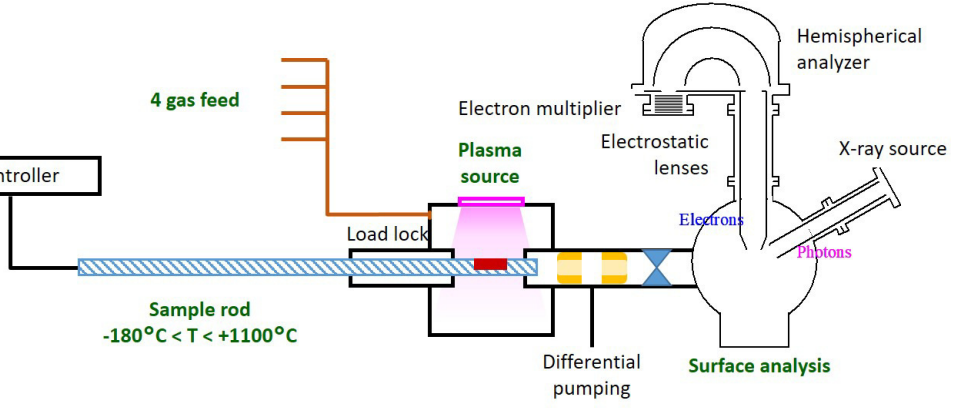 Hemispherical
analyzer
4 gas feed
Electron multiplier
Plasma
source
Electrostatic
lenses
X-ray source
ntroller
Electrons
Load lock
Photons
Sample rod
-180°C < T < +1100°C
Differential
pumping
Surface analysis